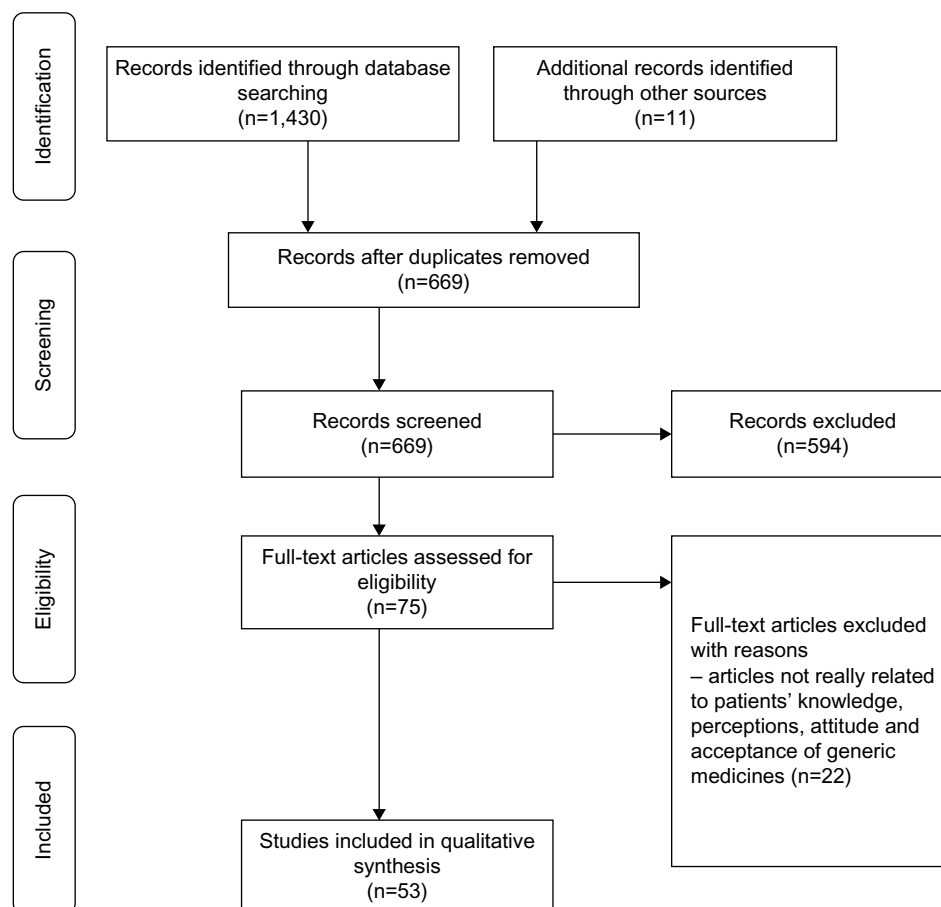 Identification
Records identified through database
searching
(n=1,430)
Additional records identified
through other sources
(n=11)
Screening
Records after duplicates removed
(n=669)
Records screened
(n=669)
Records excluded
(n=594)
Eligibility
Full-text articles assessed for
eligibility
(n=75)
Full-text articles excluded
with reasons
– articles not really related
to patients’ knowledge,
perceptions, attitude and
acceptance of generic
medicines (n=22)
Included
Studies included in qualitative
synthesis
(n=53)